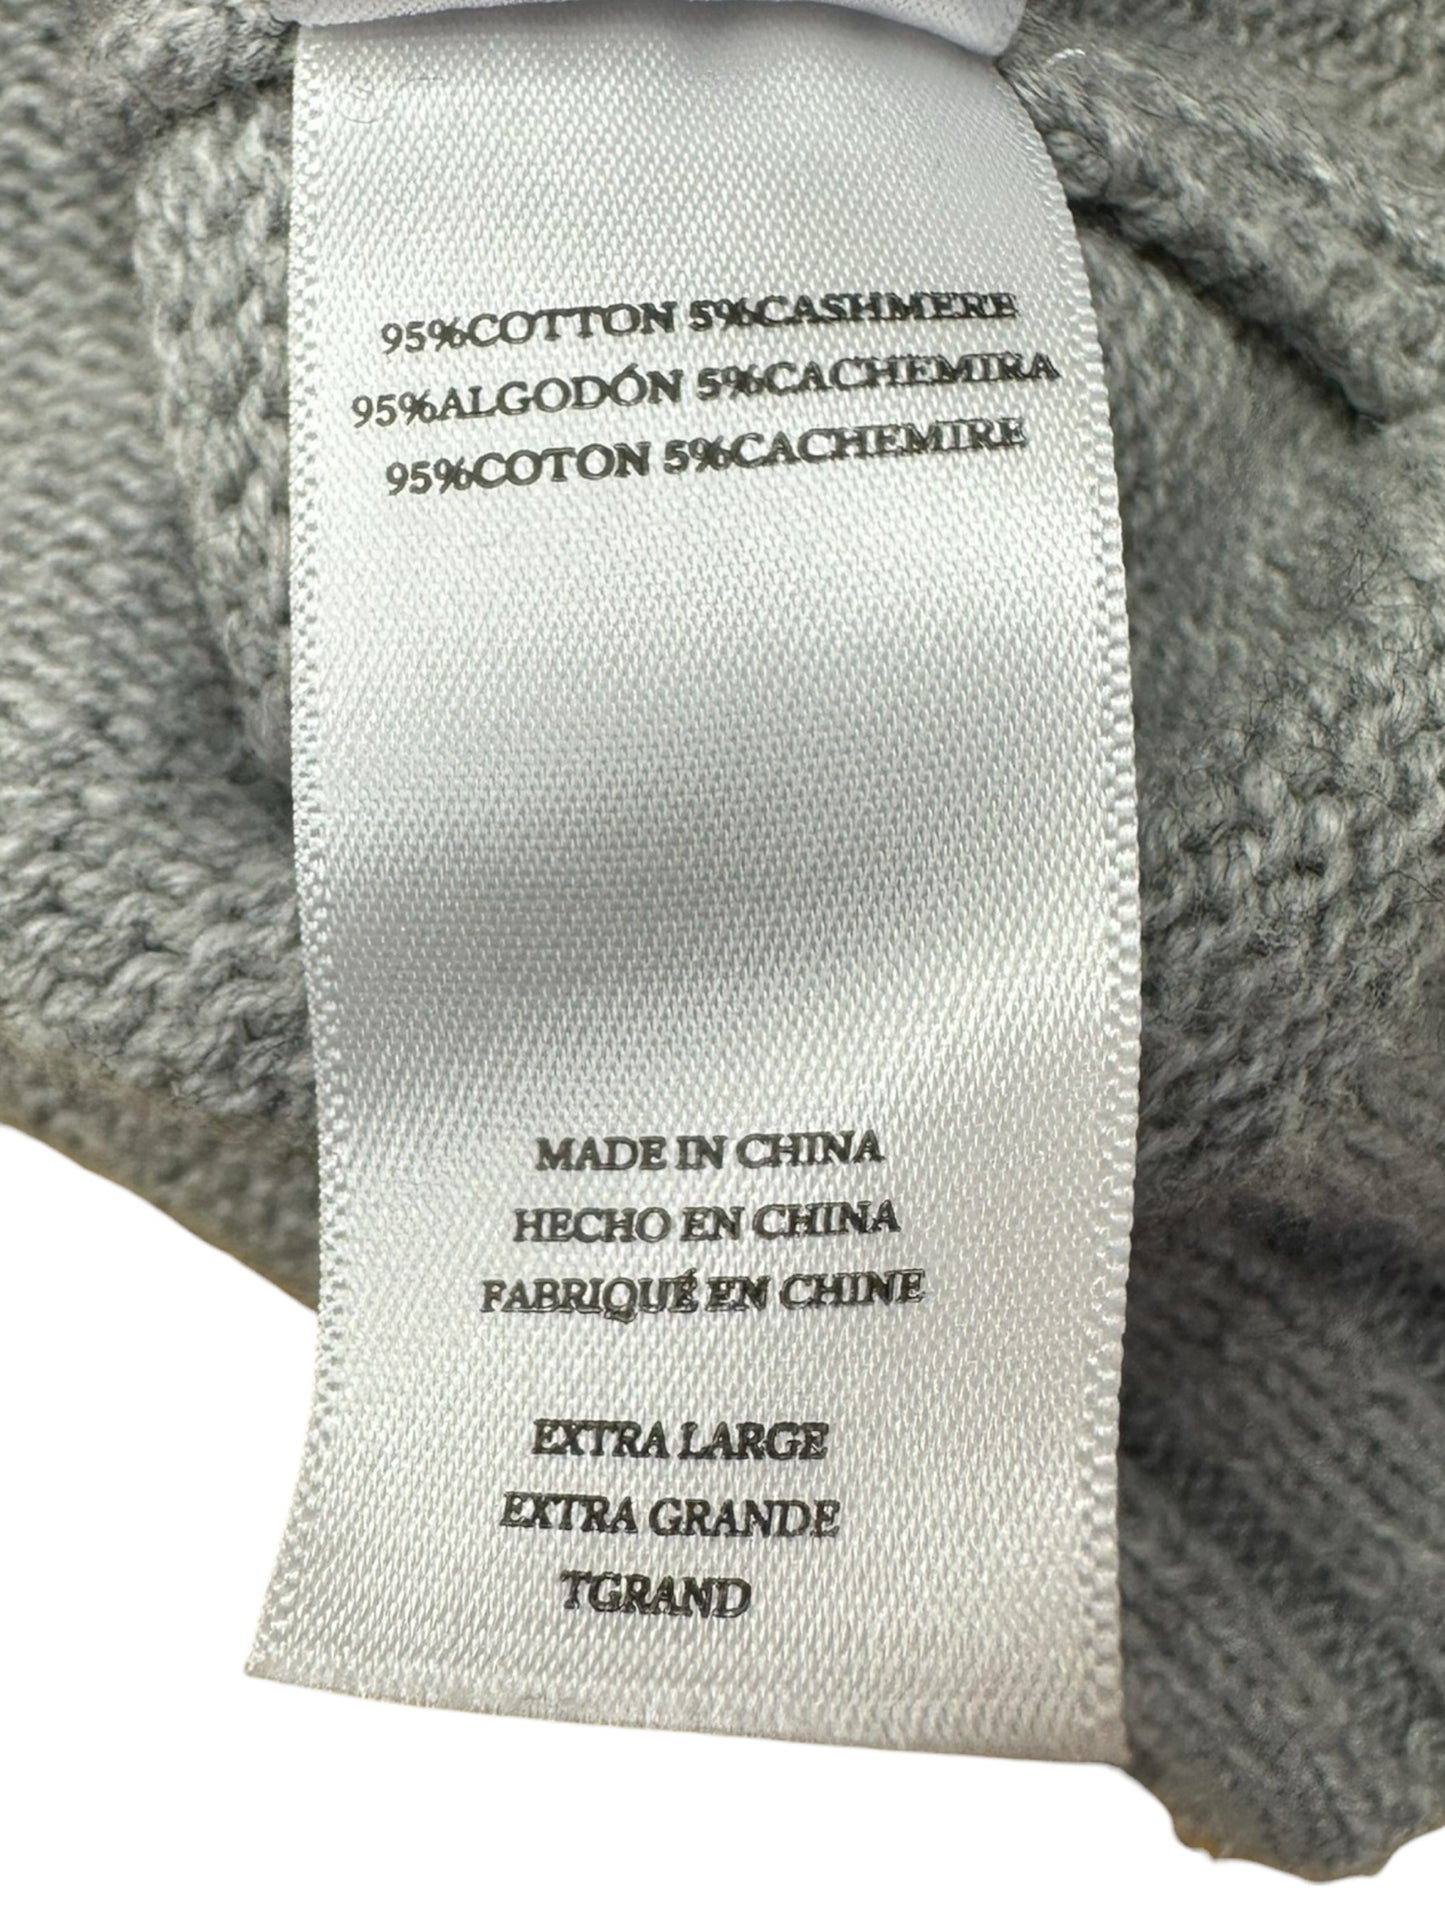 95%COTTON 5%CASHMERE
95%ALGODÓN 5%CACHEMIRA
95%COTON 5%CACHEMIRE
MADE IN CHINA
HECHO EN CHINA
FABRIQUÉ EN CHINE
EXTRA LARGE
EXTRA GRANDE
TGRAND